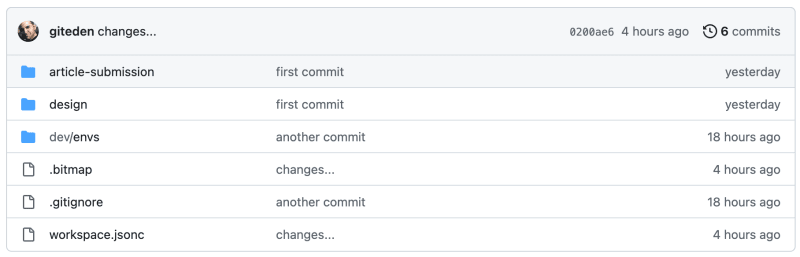 giteden changes... 0200ae6 4 hours ago 6 commits
article-submission first commit yesterday
design first commit yesterday
dev/envs another commit 18 hours ago
.bitmap changes... 4 hours ago
.gitignore another commit 18 hours ago
workspace.jsonc changes... 4 hours ago